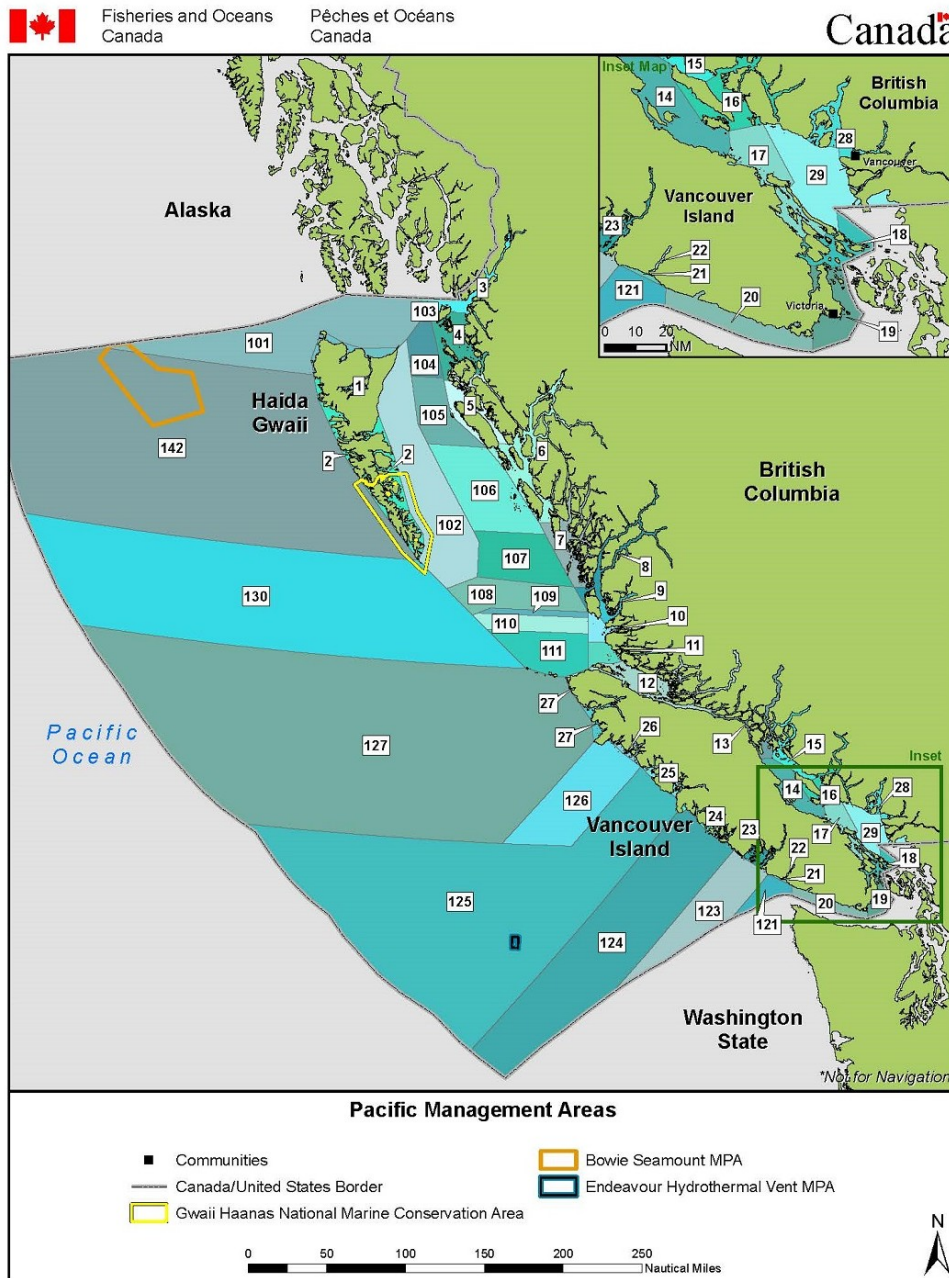 Fisheries and Oceans
Canada
Pêches et Océans
Canada
Canada
Inset Map
15
14
16
British
Columbia
28
Vancouver
17
29
Vancouver
Island
18
23
22
21
121
20
Victoria
19
0 10 20
NM
Alaska
3
103
4
101
104
1
5
105
Haida
Gwaii
142
2
2
6
106
British
Columbia
102
7
107
8
108
109
9
130
110
10
111
11
12
27
Pacific
Ocean
127
27
26
13
15
Inset
25
14
16
28
126
Vancouver
Island
24
23
17
29
22
18
21
125
123
20
19
121
124
Washington
State
*Not for Navigation
Pacific Management Areas
Communities
Canada/United States Border
Gwaii Haanas National Marine Conservation Area
Bowie Seamount MPA
Endeavour Hydrothermal Vent MPA
N
0 50 100 150 200 250
Nautical Miles